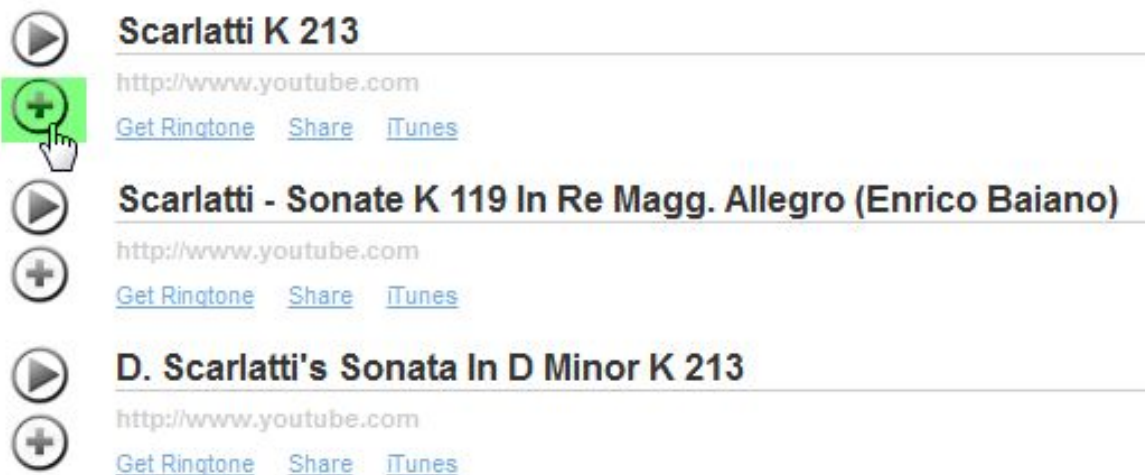 Scarlatti K 213
http://www.youtube.com
Get Ringtone Share iTunes
Scarlatti - Sonate K 119 In Re Magg. Allegro (Enrico Baiano)
http://www.youtube.com
Get Ringtone Share iTunes
D. Scarlatti's Sonata In D Minor K 213
http://www.youtube.com
Get Ringtone Share iTunes